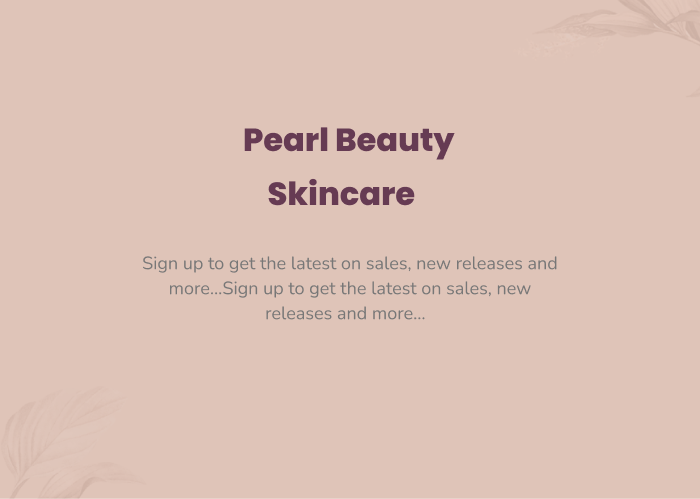 Pearl Beauty
Skincare
Sign up to get the latest on sales, new releases and
more...Sign up to get the latest on sales, new
releases and more...